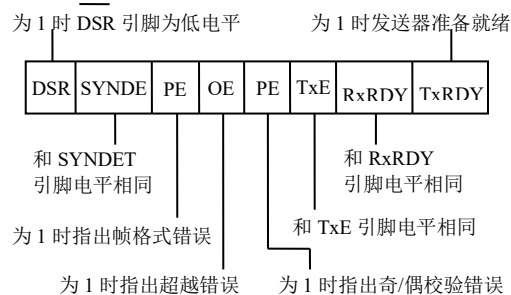 为 1 时 DSR 引脚为低电平
为 1 时发送器准备就绪
DSR SYNDE PE OE PE TxE RxRDY TxRDY
和 SYNDET
引脚电平相同
和 RxRDY
引脚电平相同
为 1 时指出帧格式错误
和 TxE 引脚电平相同
为 1 时指出超越错误
为 1 时指出奇/偶校验错误